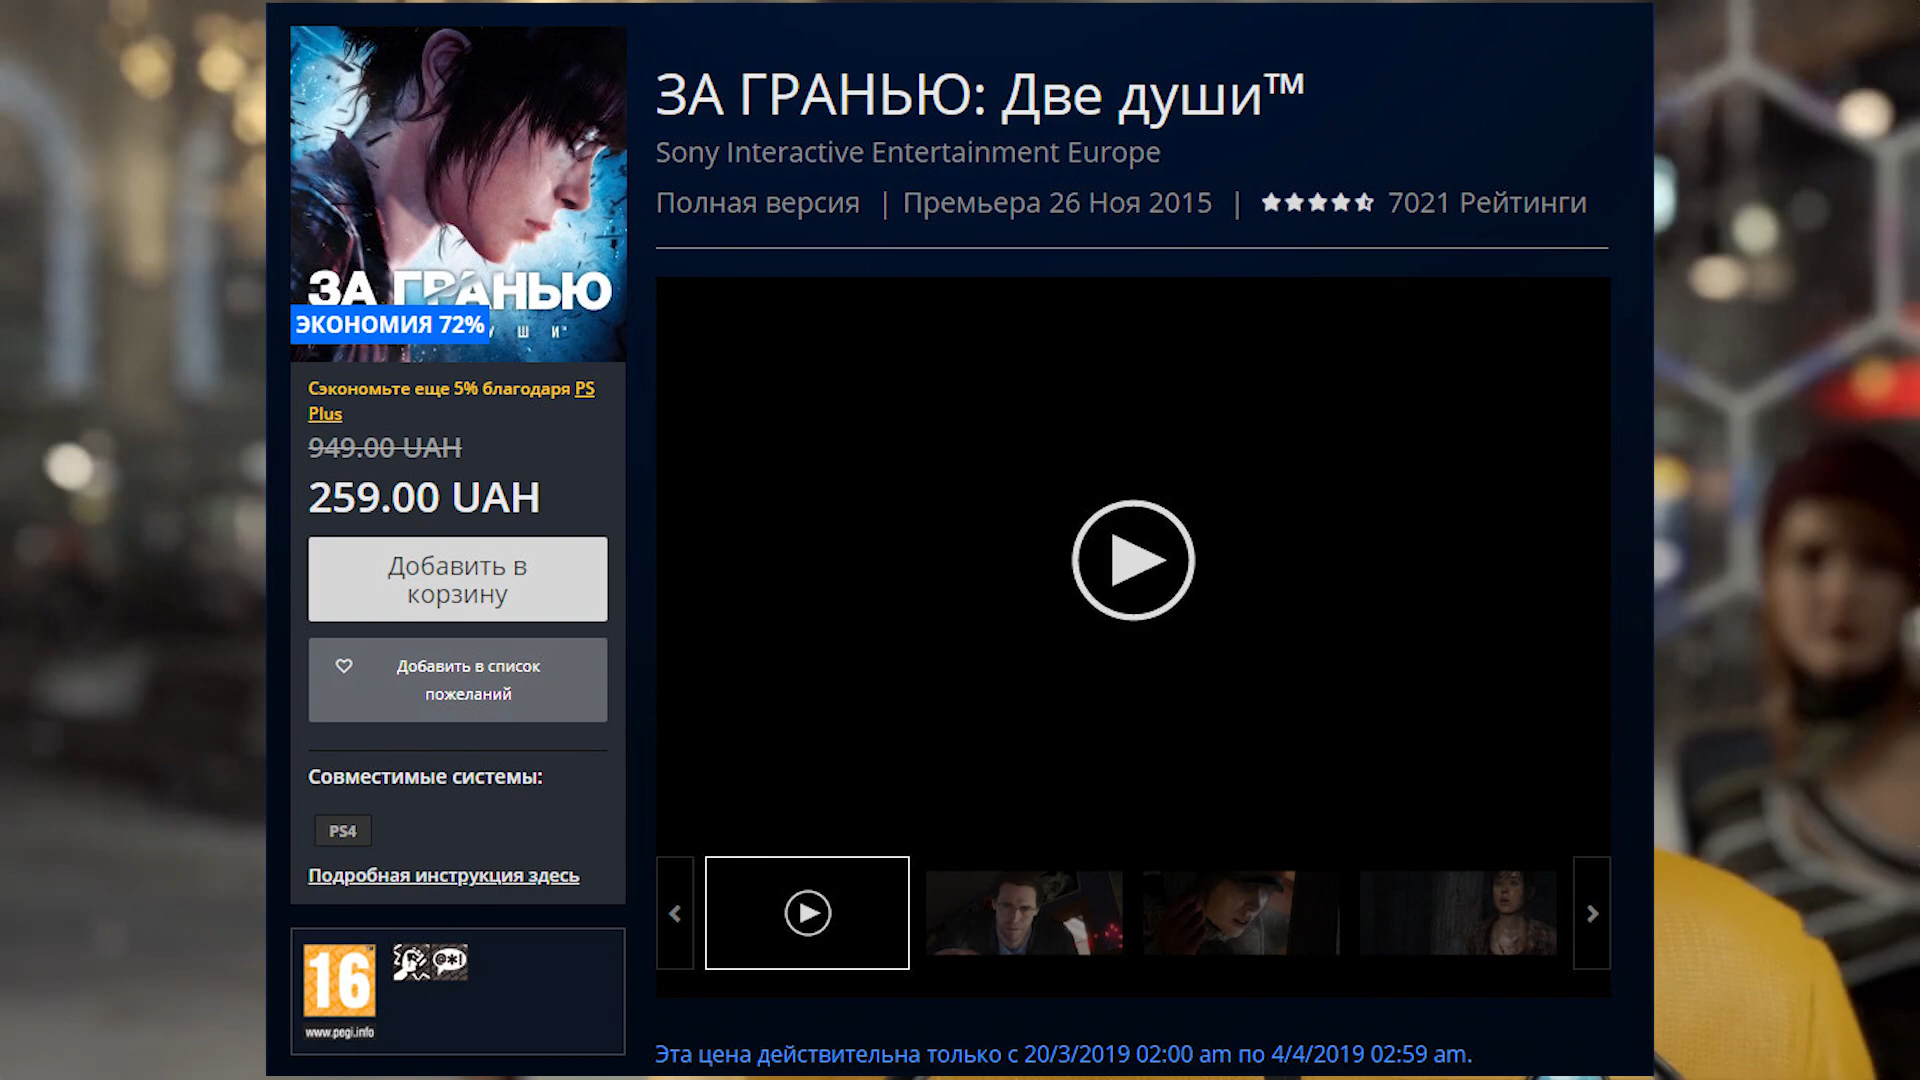 ЗА ГРАНЬЮ: Две души™
Sony Interactive Entertainment Europe
Полная версия | Премьера 26 Ноя 2015 | 7021 Рейтинги
ЗА ГРАНЬЮ
У Ш И
ЭКОНОМИЯ 72%
Сэкономьте еще 5% благодаря PS
Plus
949.00 UAH
259.00 UAH
Добавить в
корзину
Добавить в список
пожеланий
Совместимые системы:
PS4
Подробная инструкция здесь
16
@*!
www.pegi.info
Эта цена действительна только с 20/3/2019 02:00 am по 4/4/2019 02:59 am.